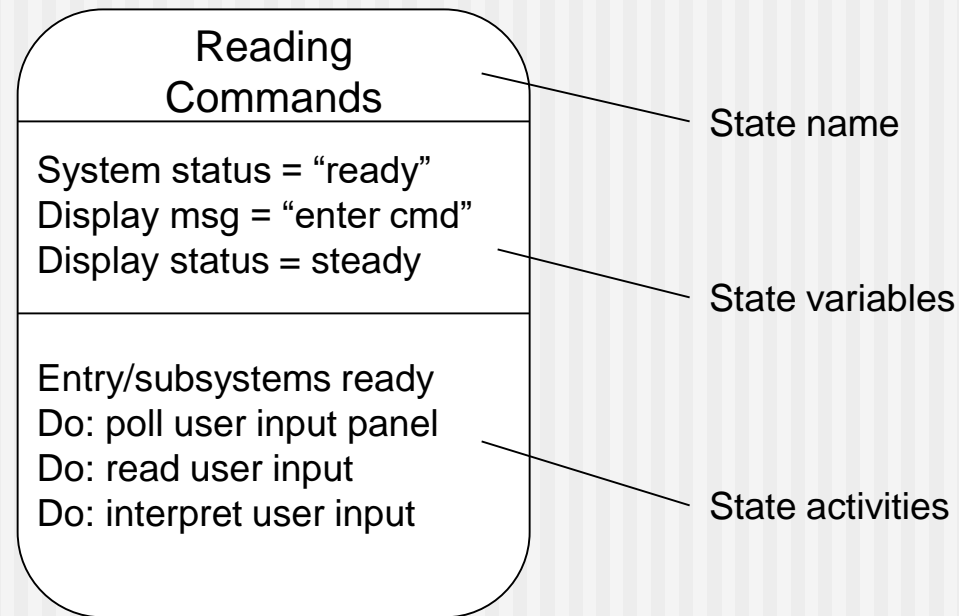 Reading
Commands
State name
System status = “ready”
Display msg = “enter cmd”
Display status = steady
State variables
Entry/subsystems ready
Do: poll user input panel
Do: read user input
Do: interpret user input
State activities